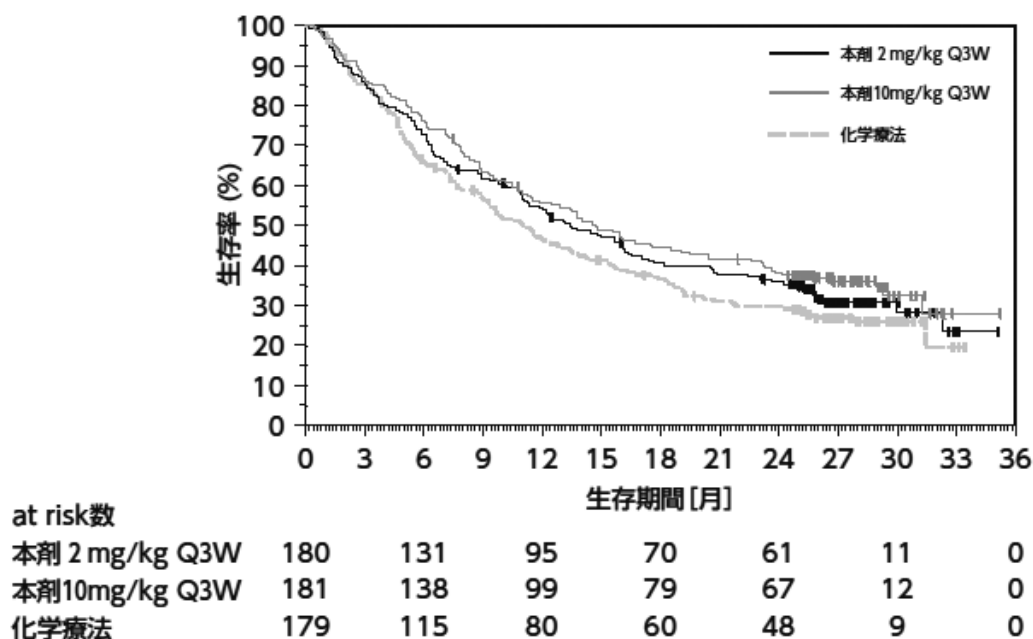 100
90
80
70
60
50
40
30
20
10
0
生存率 (%)
本剤 2 mg/kg Q3W
本剤10mg/kg Q3W
化学療法
0 3 6 9 12 15 18 21 24 27 30 33 36
生存期間 [月]
at risk数
本剤 2 mg/kg Q3W 180 131 95 70 61 11 0
本剤10mg/kg Q3W 181 138 99 79 67 12 0
化学療法 179 115 80 60 48 9 0